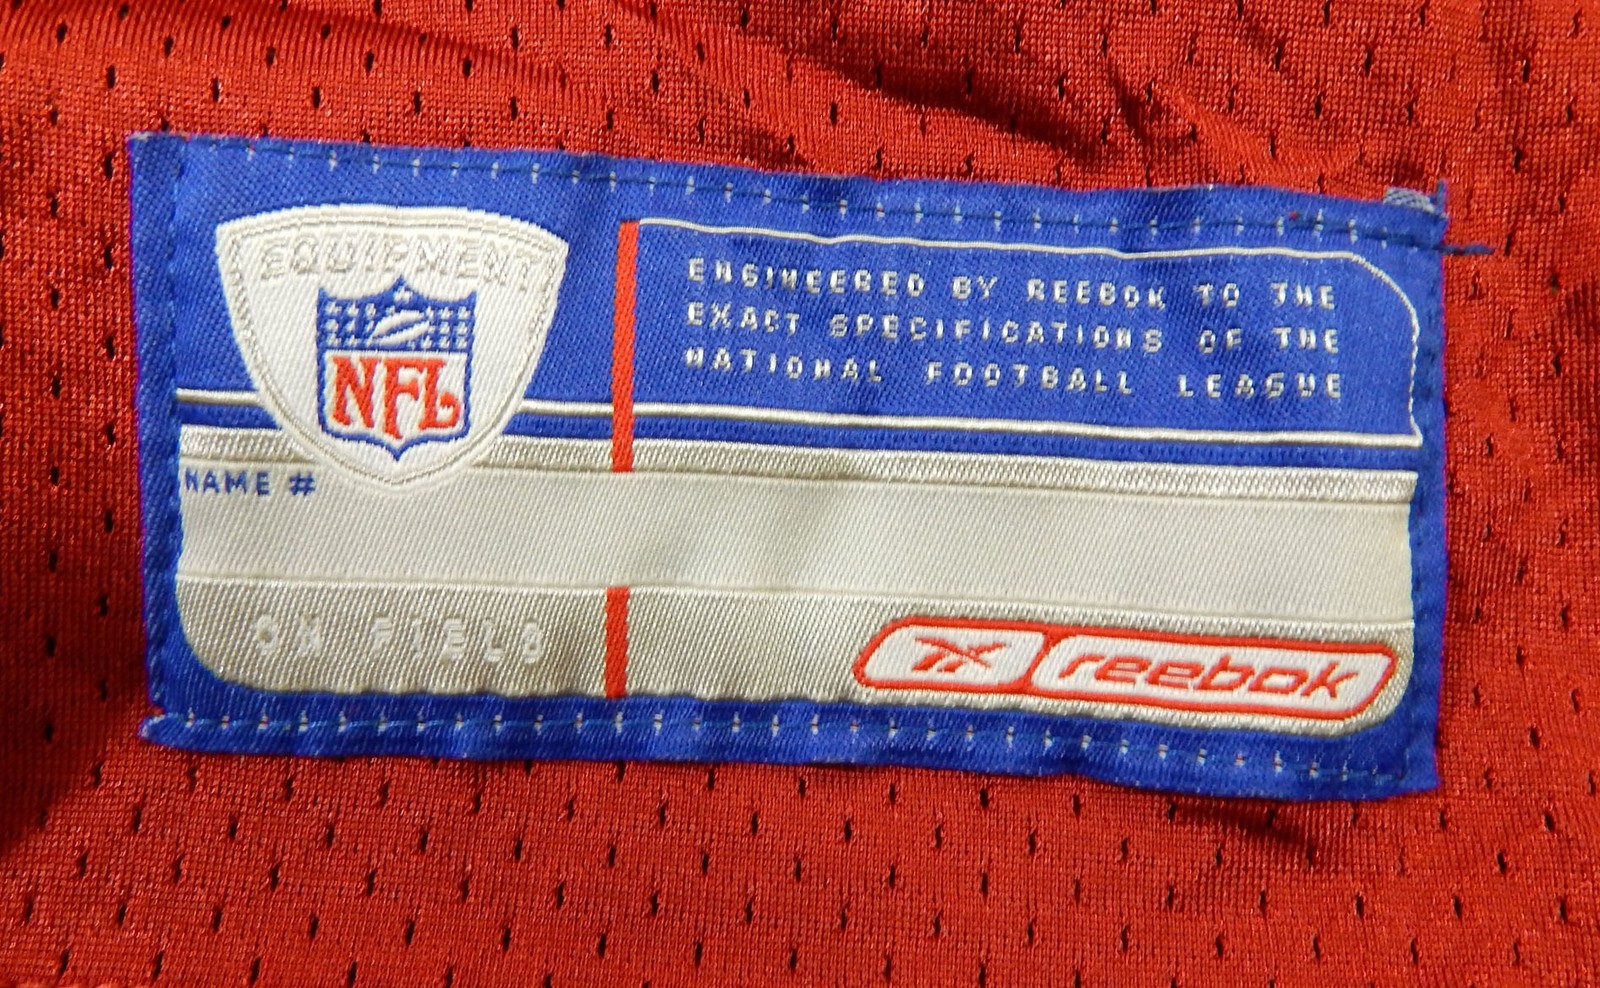 EQUIPMENT
NFL
ENGINEERED BY REEBOK TO THE
EXACT SPECIFICATIONS OF THE
NATIONAL FOOTBALL LEAGUE
NAME #
ON FIELD
reebok